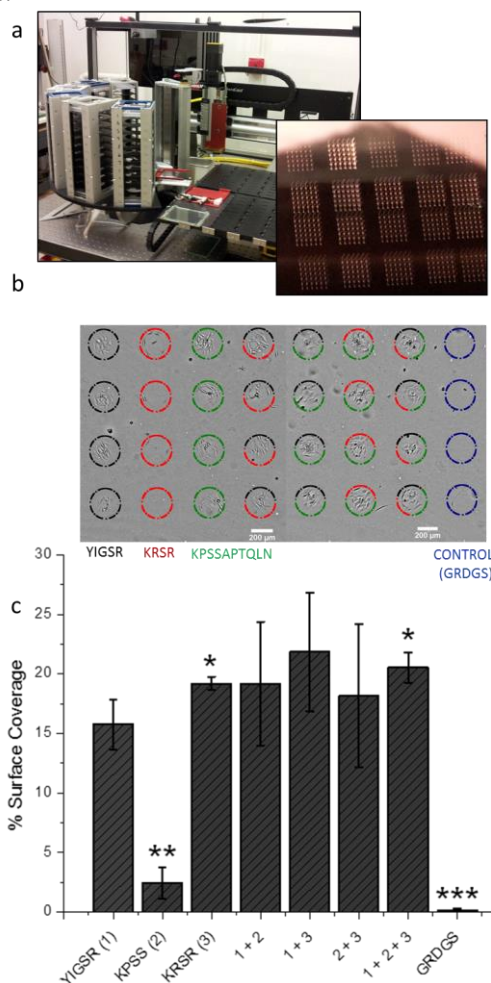 a
b
200 µm
200 µm
YIGSR KRSR KPSSAPTQLN CONTROL
(GRDGS)
c
% Surface Coverage
30
25
20
15
10
5
0
*
*
**
***
YIGSR (1)
KPSS (2)
KRSR (3)
1 + 2
1 + 3
2 + 3
1 + 2 + 3
GRDGS